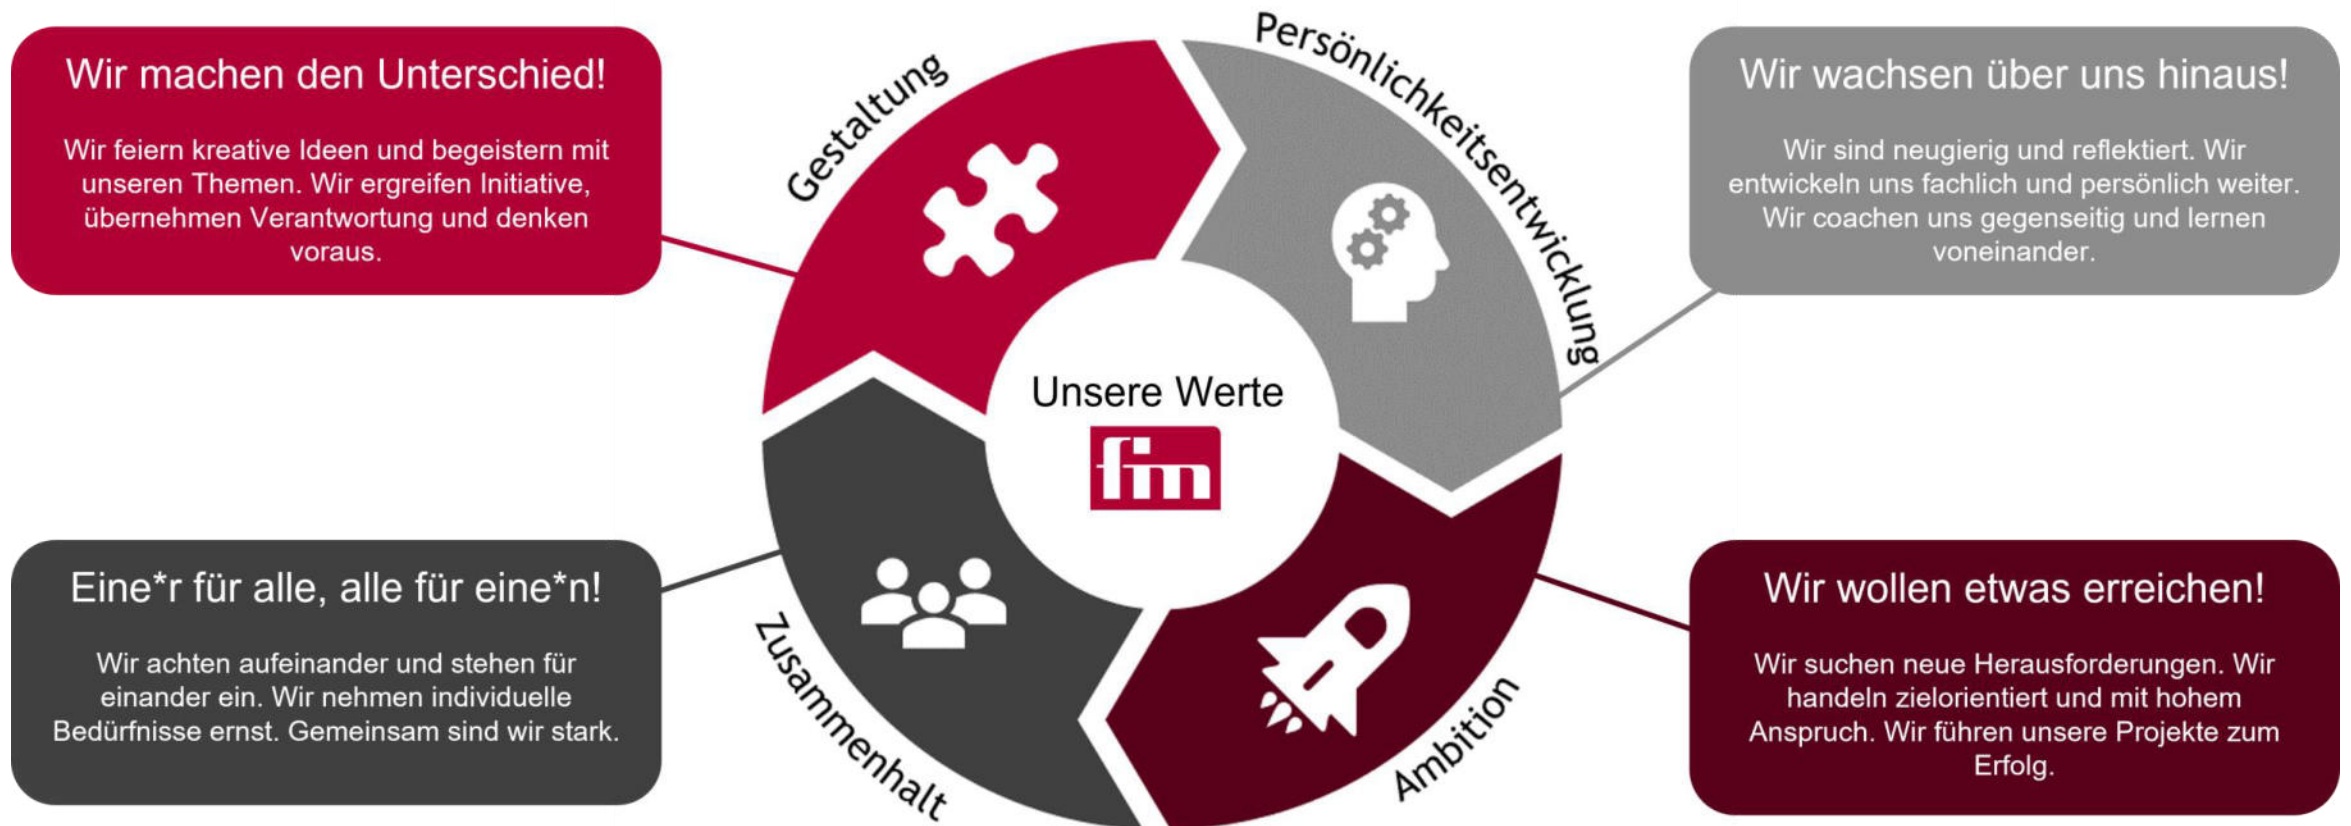 Wir machen den Unterschied!
Wir feiern kreative Ideen und begeistern mit
unseren Themen. Wir ergreifen Initiative,
übernehmen Verantwortung und denken
voraus.
Gestaltung
Persönlichkeitsentwicklung
Wir wachsen über uns hinaus!
Wir sind neugierig und reflektiert. Wir
entwickeln uns fachlich und persönlich weiter.
Wir coachen uns gegenseitig und lernen
voneinander.
Unsere Werte
fim
Eine*r für alle, alle für eine*n!
Wir achten aufeinander und stehen für
einander ein. Wir nehmen individuelle
Bedürfnisse ernst. Gemeinsam sind wir stark.
Zusammenhalt
Ambition
Wir wollen etwas erreichen!
Wir suchen neue Herausforderungen. Wir
handeln zielorientiert und mit hohem
Anspruch. Wir führen unsere Projekte zum
Erfolg.